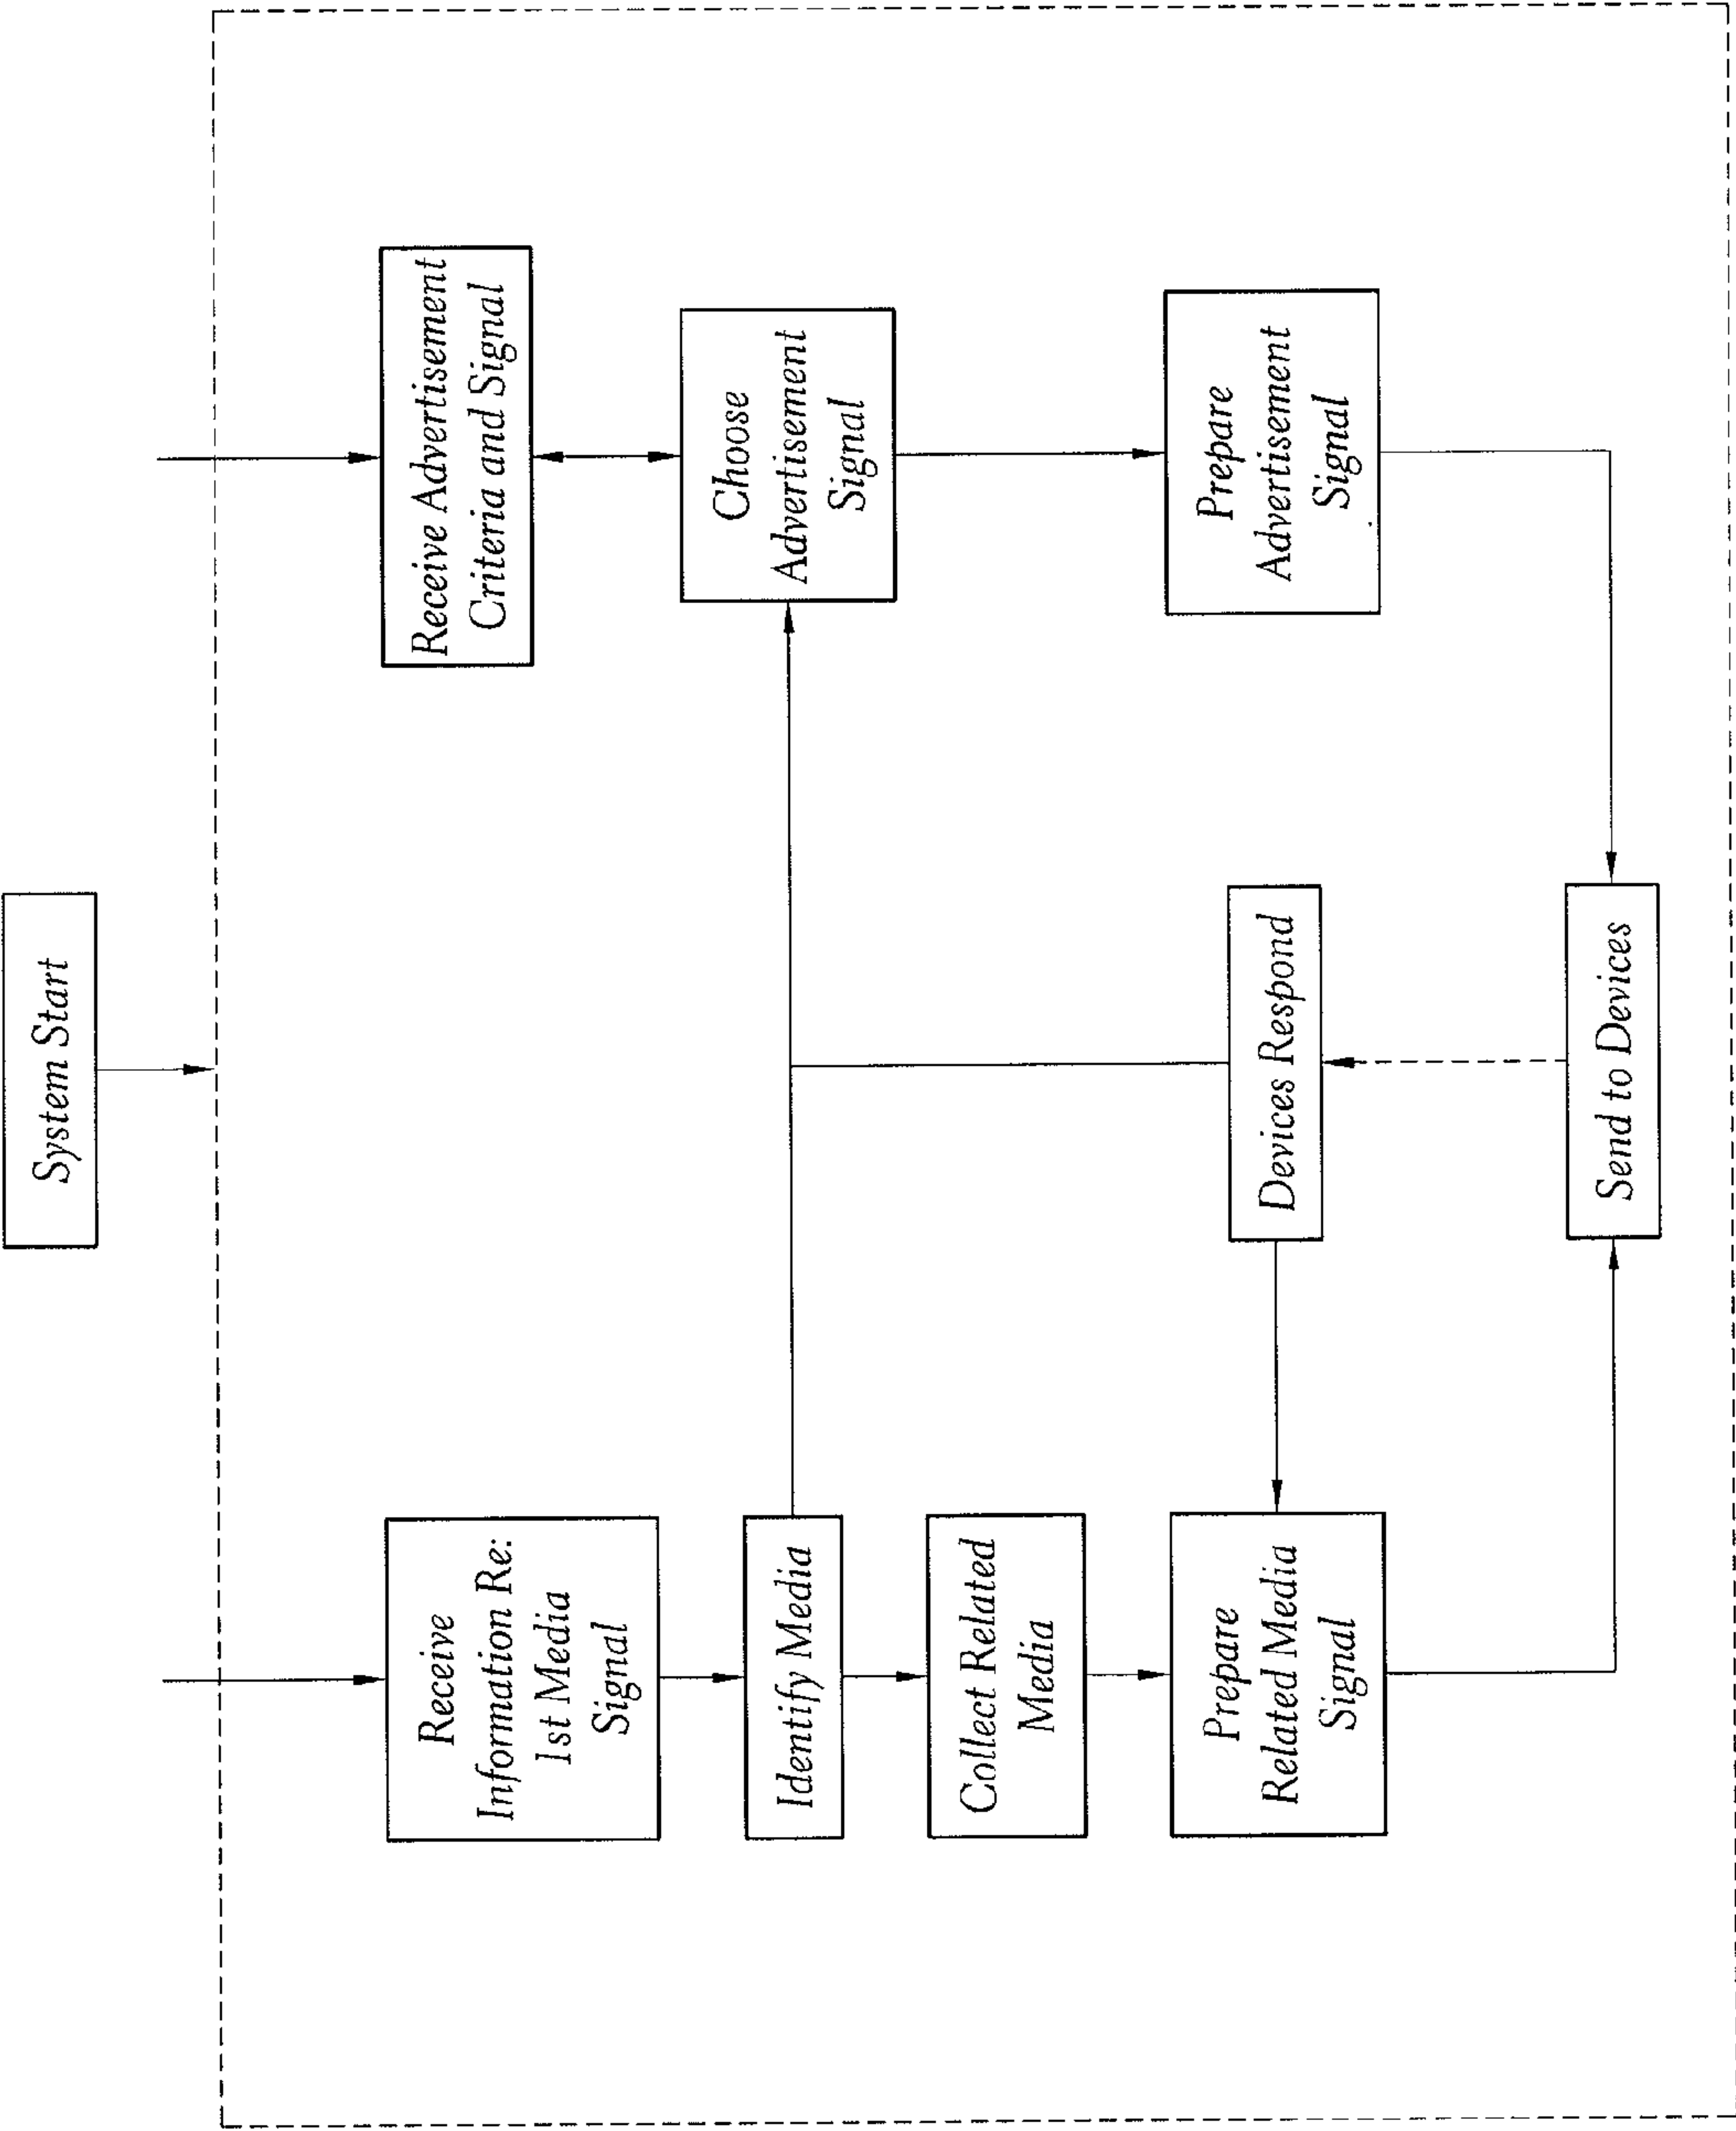 System Start
Receive
Information Re:
1st Media
Signal
Identify Media
Collect Related
Media
Prepare
Related Media
Signal
Receive Advertisement
Criteria and Signal
Choose
Advertisement
Signal
Prepare
Advertisement
Signal
Devices Respond
Send to Devices